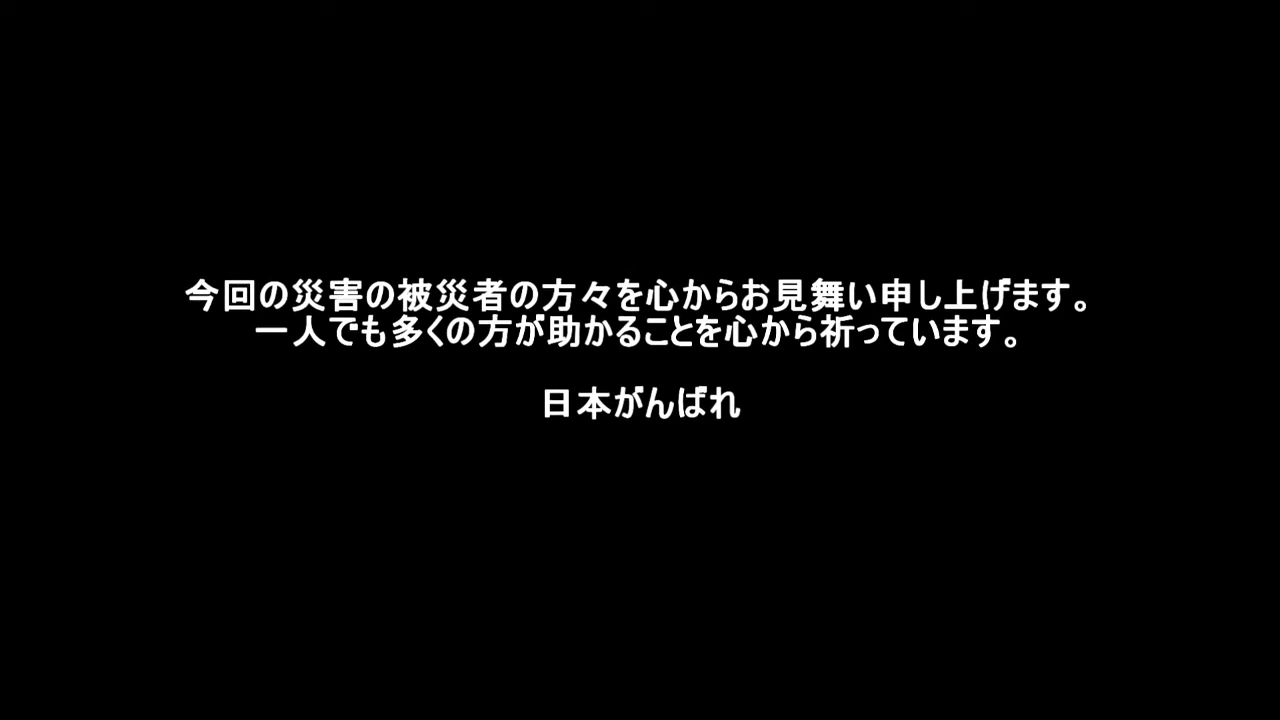 今回の災害の被災者の方々を心からお見舞い申し上げます。
一人でも多くの方が助かることを心から祈っています。
日本がんばれ